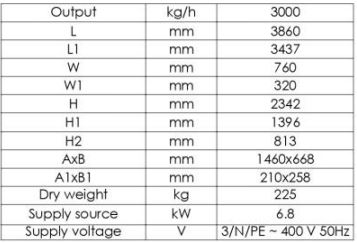 Output kg/h 3000
L mm 3860
L1 mm 3437
W mm 760
W1 mm 320
H mm 2342
H1 mm 1396
H2 mm 813
AxB mm 1460x668
A1xB1 mm 210x258
Dry weight kg 225
Supply source kW 6.8
Supply voltage V 3/N/PE ~ 400 V 50Hz